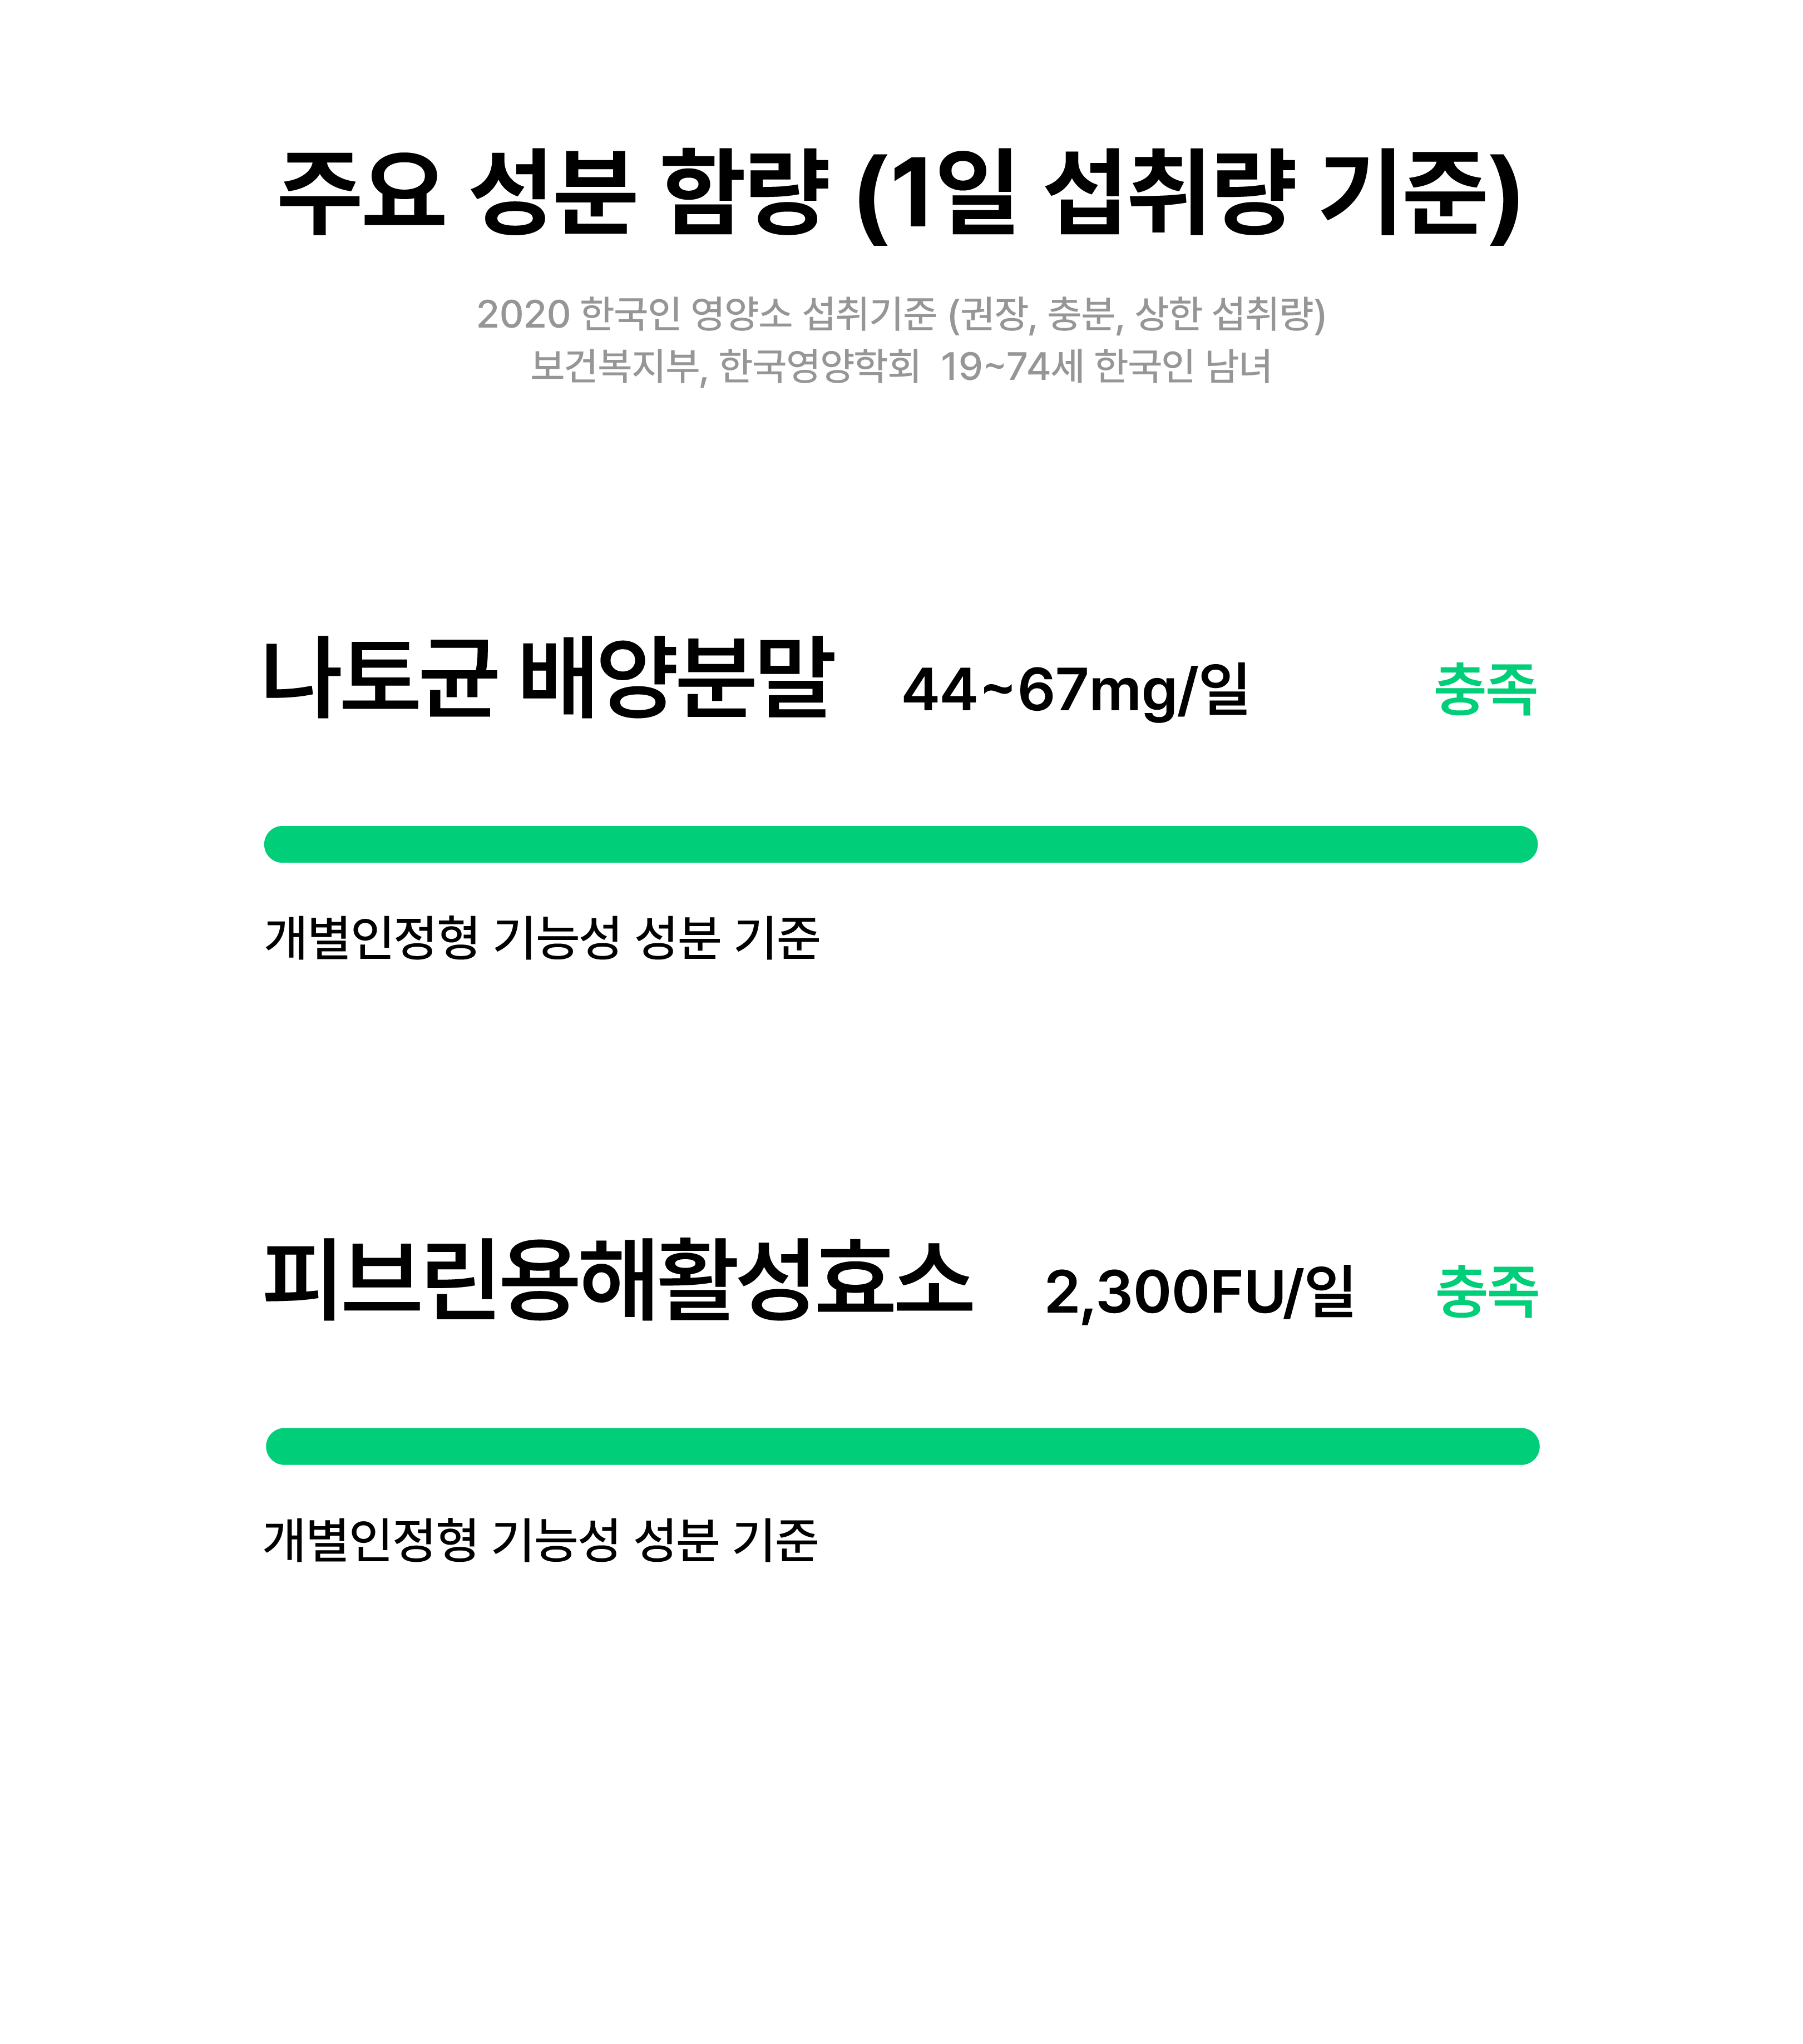 주요 성분 함량 (1일 섭취량 기준)
2020 한국인 영양소 섭취기준 (권장, 충분, 상한 섭취량)
보건복지부, 한국영양학회 19~74세 한국인 남녀
나토균 배양분말 44~67mg/일 충족
개별인정형 기능성 성분 기준
피브린용해활성효소 2,300FU/일 충족
개별인정형 기능성 성분 기준